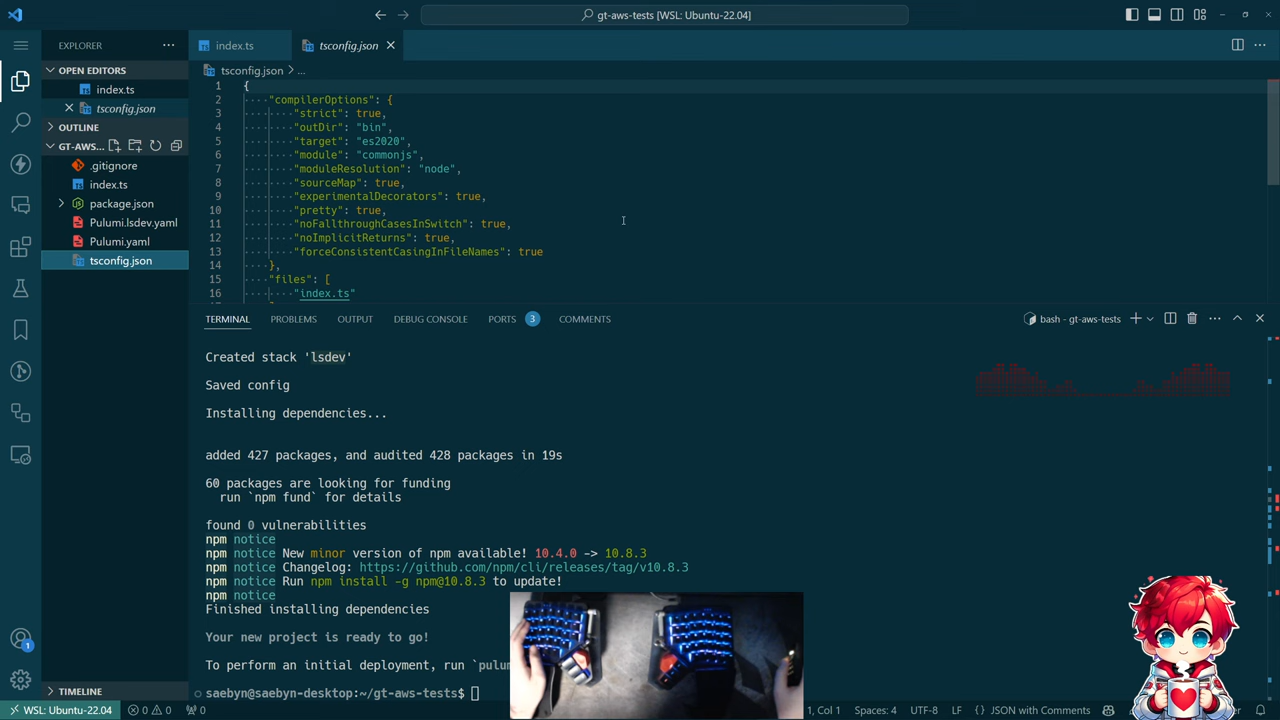 gt-aws-tests [WSL: Ubuntu-22.04]
EXPLORER
OPEN EDITORS
index.ts
tsconfig.json
OUTLINE
GT-AWS...
.gitignore
index.ts
package.json
Pulumi.lsdev.yaml
Pulumi.yaml
tsconfig.json
TIMELINE
index.ts
tsconfig.json
tsconfig.json > ...
1 {
2 "compilerOptions": {
3 "strict": true,
4 "outDir": "bin",
5 "target": "es2020",
6 "module": "commonjs",
7 "moduleResolution": "node",
8 "sourceMap": true,
9 "experimentalDecorators": true,
10 "pretty": true,
11 "noFallthroughCasesInSwitch": true,
12 "noImplicitReturns": true,
13 "forceConsistentCasingInFileNames": true
14 },
15 "files": [
16 "index.ts"
TERMINAL PROBLEMS OUTPUT DEBUG CONSOLE PORTS 3 COMMENTS
bash - gt-aws-tests
Created stack 'lsdev'
Saved config
Installing dependencies...
added 427 packages, and audited 428 packages in 19s
60 packages are looking for funding
run `npm fund` for details
found 0 vulnerabilities
npm notice
npm notice New minor version of npm available! 10.4.0 -> 10.8.3
npm notice Changelog: https://github.com/npm/cli/releases/tag/v10.8.3
npm notice Run npm install -g npm@10.8.3 to update!
npm notice
Finished installing dependencies
Your new project is ready to go!
To perform an initial deployment, run `pulum
saebyn@saebyn-desktop:~/gt-aws-tests$
1
WSL: Ubuntu-22.04 0 0 0
1, Col 1 Spaces: 4 UTF-8 LF {} JSON with Comments